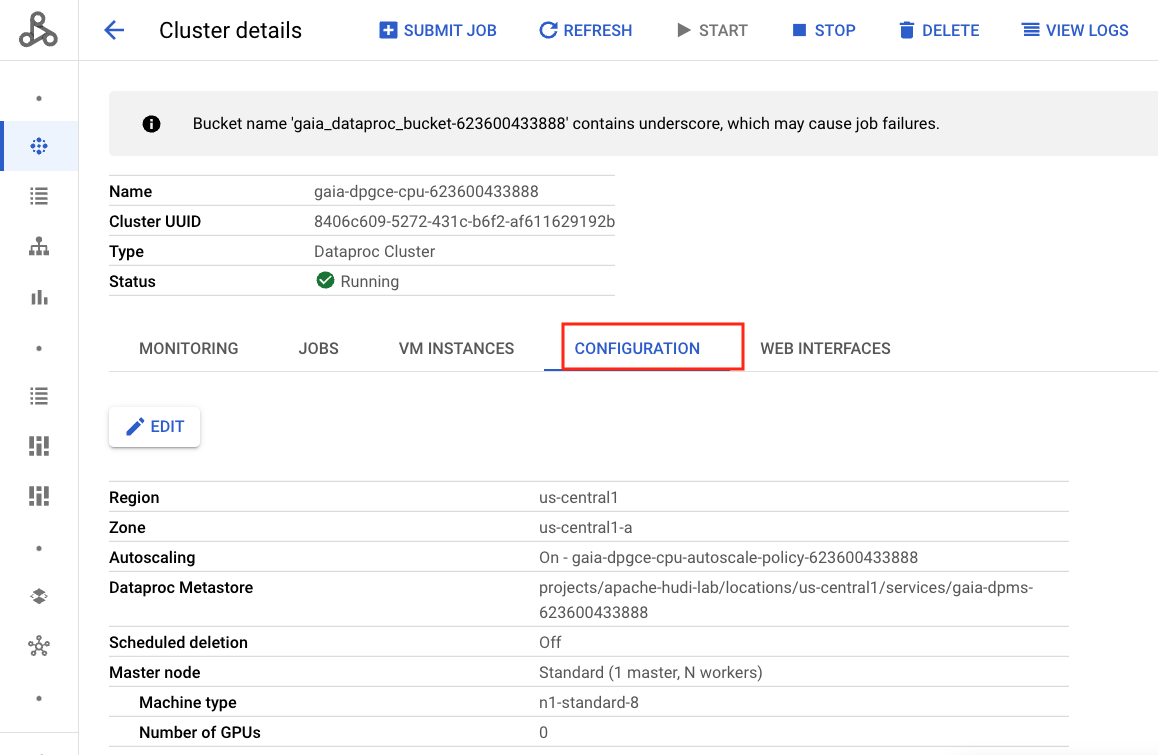 Cluster details SUBMIT JOB REFRESH START STOP DELETE VIEW LOGS
Bucket name 'gaia_dataproc_bucket-623600433888' contains underscore, which may cause job failures.
Name gaia-dpgce-cpu-623600433888
Cluster UUID 8406c609-5272-431c-b6f2-af611629192b
Type Dataproc Cluster
Status Running
MONITORING JOBS VM INSTANCES CONFIGURATION WEB INTERFACES
EDIT
Region us-central1
Zone us-central1-a
Autoscaling On - gaia-dpgce-cpu-autoscale-policy-623600433888
Dataproc Metastore projects/apache-hudi-lab/locations/us-central1/services/gaia-dpms-
623600433888
Scheduled deletion Off
Master node Standard (1 master, N workers)
Machine type n1-standard-8
Number of GPUs 0